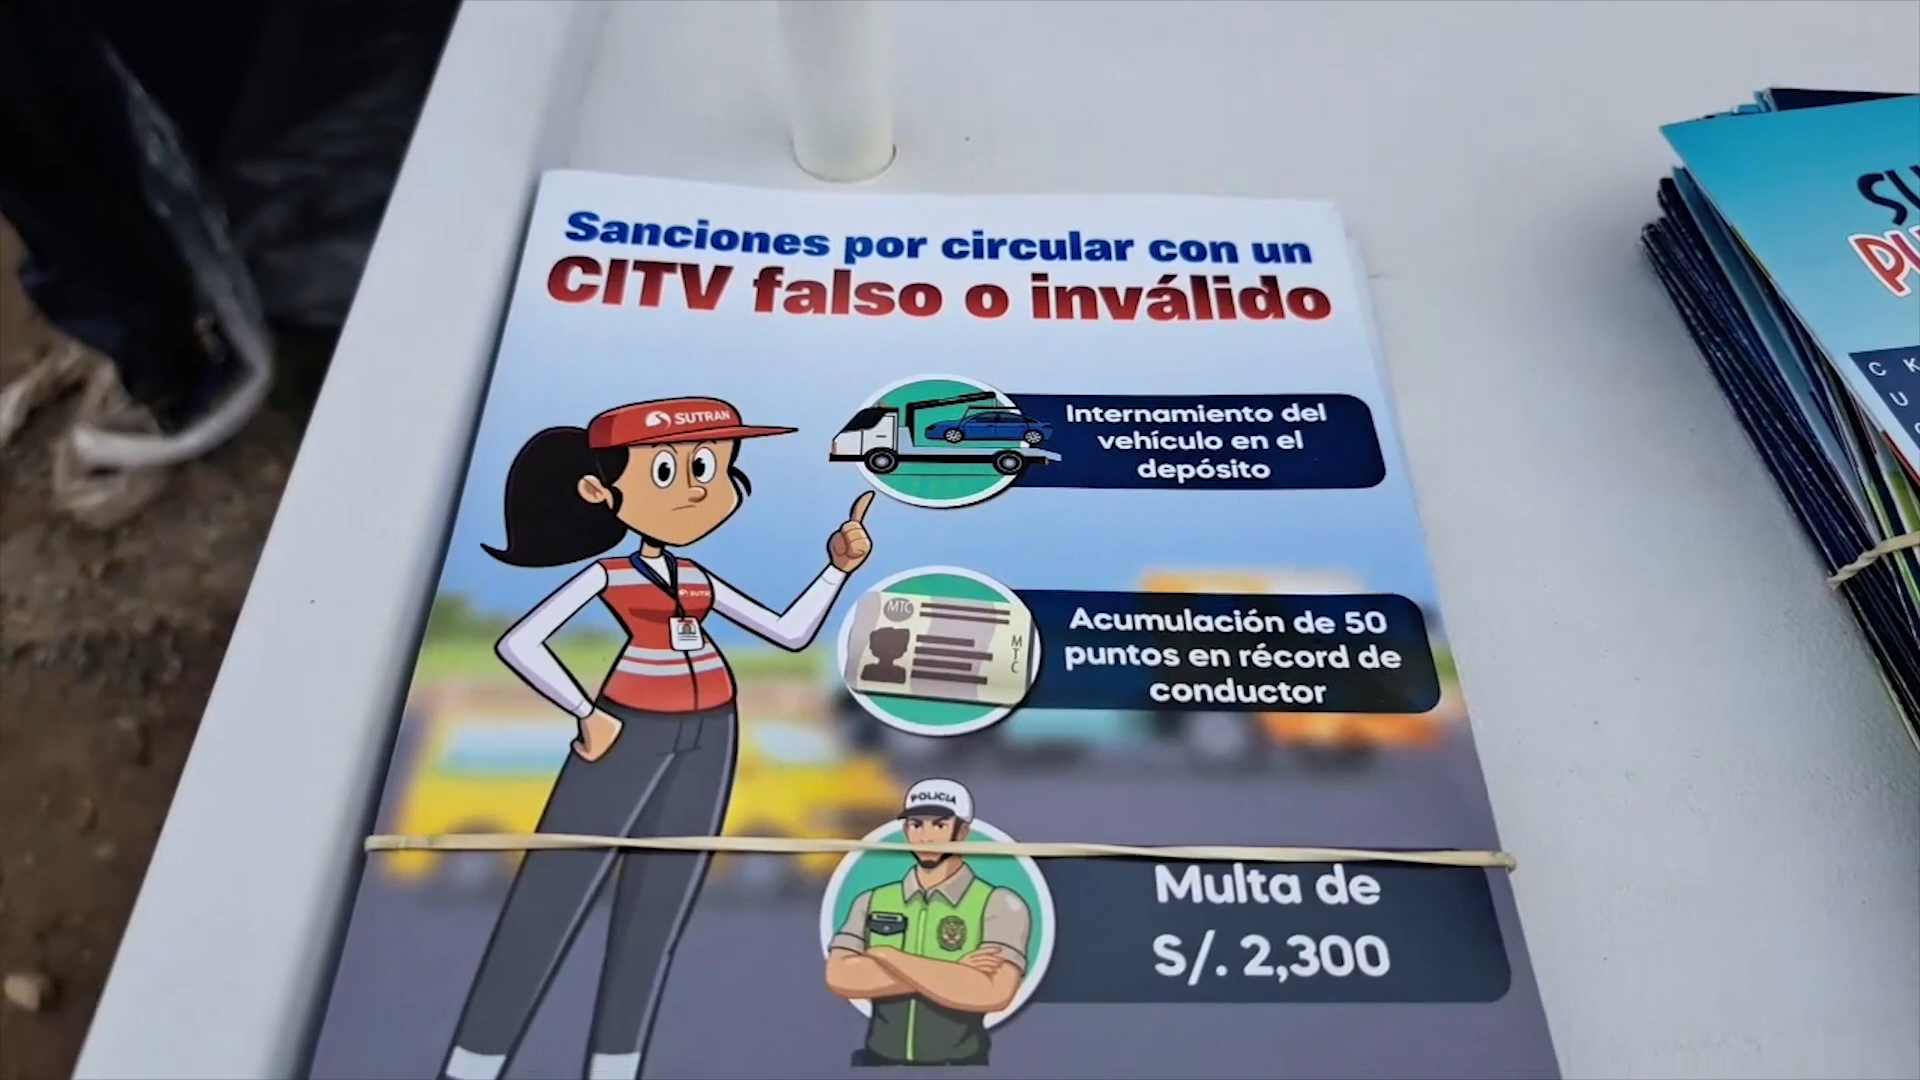 Sanciones por circular con un
CITV falso o inválido
SUTRAN
Internamiento del
vehículo en el
depósito
MTC
MTC
Acumulación de 50
puntos en récord de
conductor
POLICIA
Multa de
S/. 2,300
C K
U